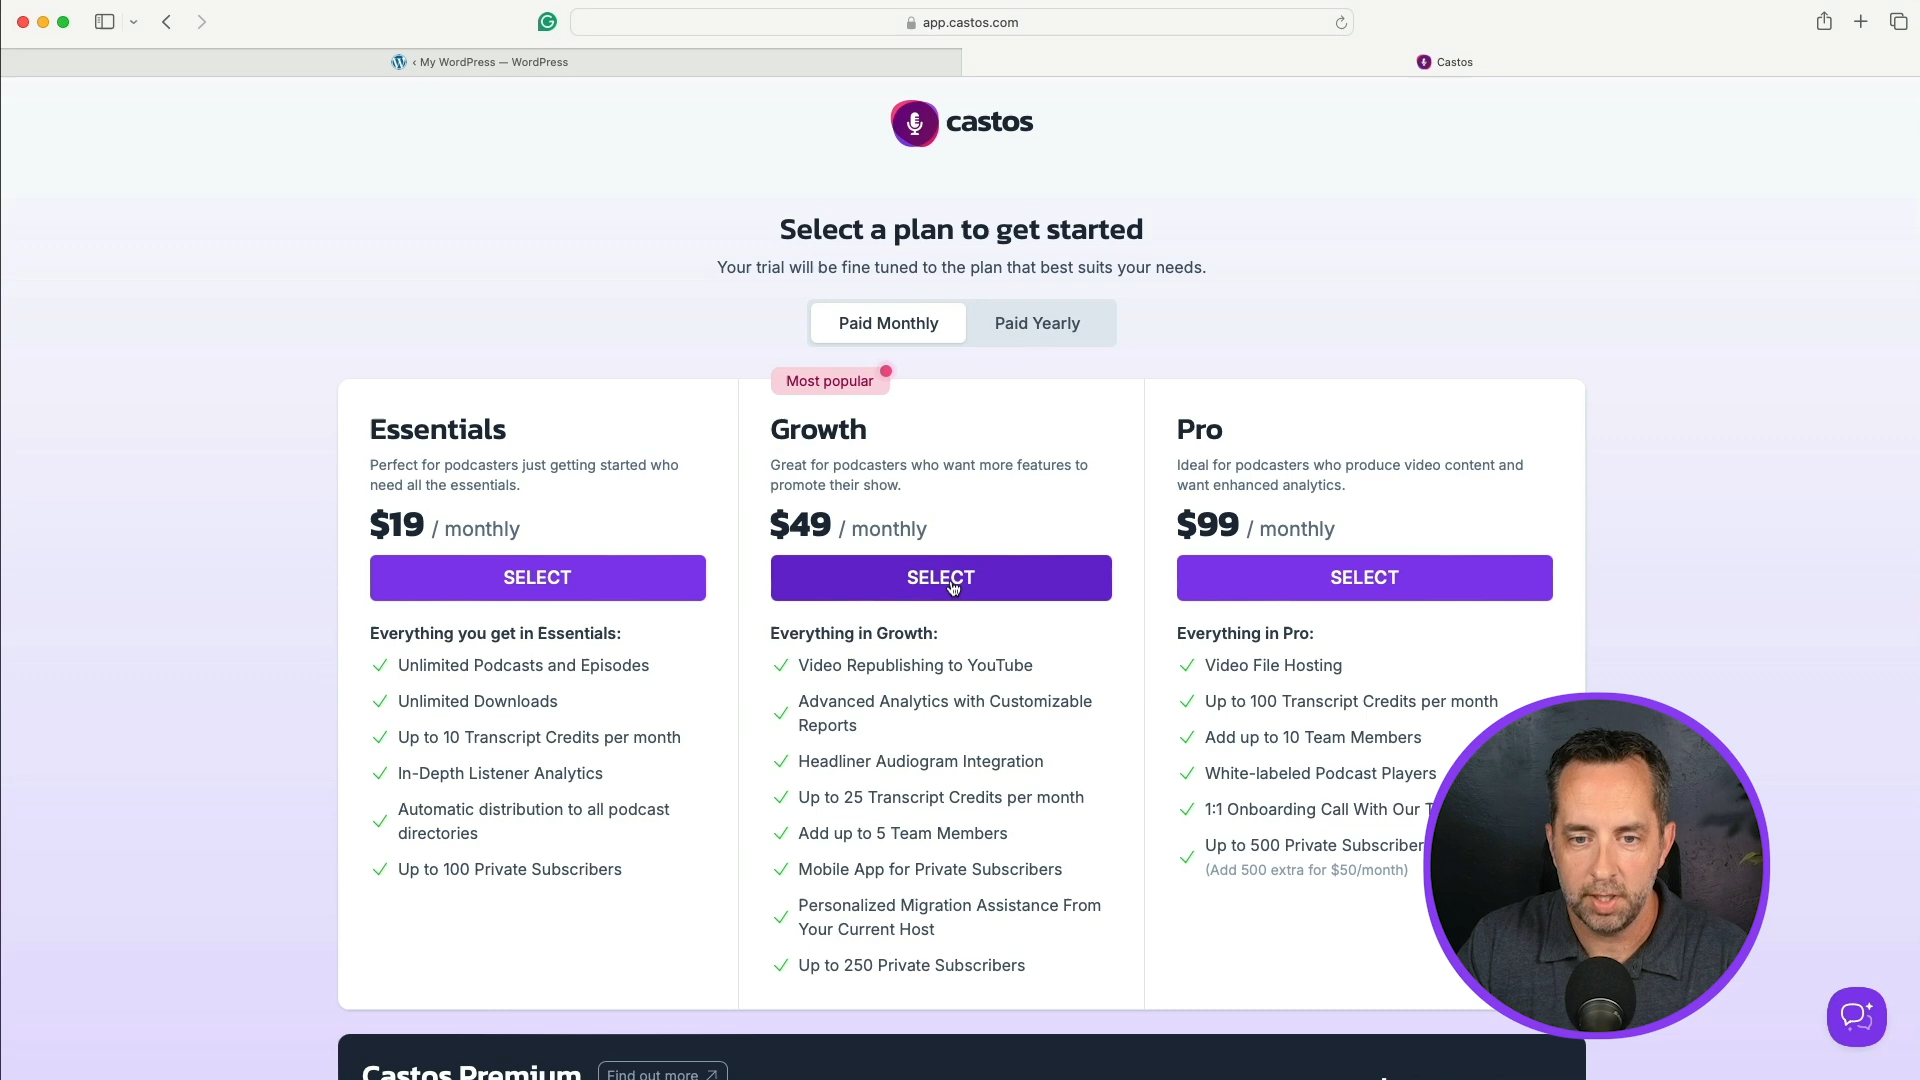 app.castos.com
‹ My WordPress — WordPress
Castos
castos
Select a plan to get started
Your trial will be fine tuned to the plan that best suits your needs.
Paid Monthly
Paid Yearly
Most popular
Essentials
Perfect for podcasters just getting started who
need all the essentials.
$19 / monthly
SELECT
Everything you get in Essentials:
Unlimited Podcasts and Episodes
Unlimited Downloads
Up to 10 Transcript Credits per month
In-Depth Listener Analytics
Automatic distribution to all podcast
directories
Up to 100 Private Subscribers
Growth
Great for podcasters who want more features to
promote their show.
$49 / monthly
SELECT
Everything in Growth:
Video Republishing to YouTube
Advanced Analytics with Customizable
Reports
Headliner Audiogram Integration
Up to 25 Transcript Credits per month
Add up to 5 Team Members
Mobile App for Private Subscribers
Personalized Migration Assistance From
Your Current Host
Up to 250 Private Subscribers
Pro
Ideal for podcasters who produce video content and
want enhanced analytics.
$99 / monthly
SELECT
Everything in Pro:
Video File Hosting
Up to 100 Transcript Credits per month
Add up to 10 Team Members
White-labeled Podcast Players
1:1 Onboarding Call With Our
Up to 500 Private
(Add 500 extra for $50/month)
Castos Premium
Find out more